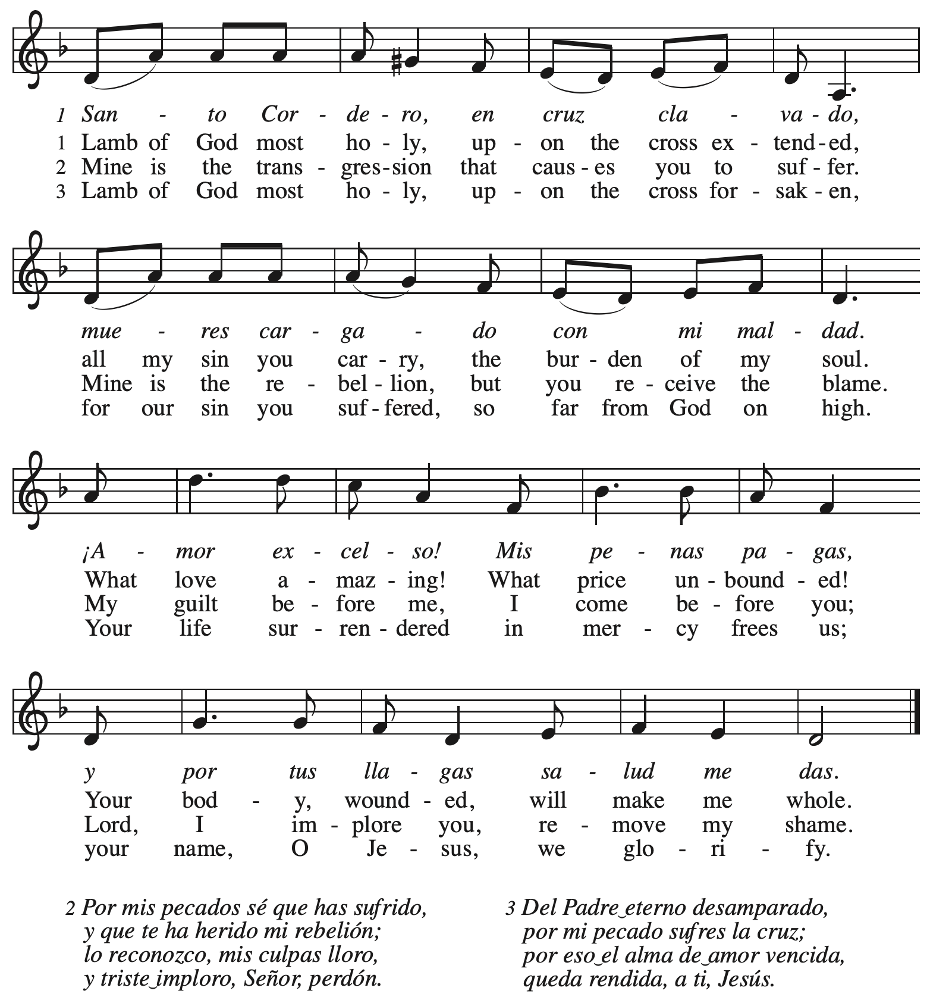 1 San - to Cor - de - ro, en cruz cla - va - do,
1 Lamb of God most ho - ly, up - on the cross ex - tend - ed,
2 Mine is the trans - gres - sion that caus - es you to suf - fer.
3 Lamb of God most ho - ly, up - on the cross for - sak - en,
mue - res car - ga - do con mi mal - dad.
all my sin you car - ry, the bur - den of my soul.
Mine is the re - bel - lion, but you re - ceive the blame.
for our sin you suf - fered, so far from God on high.
¡A - mor ex - cel - so! Mis pe - nas pa - gas,
What love a - maz - ing! What price un - bound - ed!
My guilt be - fore me, I come be - fore you;
Your life sur - ren - dered in mer - cy frees us;
y por tus lla - gas sa - lud me das.
Your bod - y, wound - ed, will make me whole.
Lord, I im - plore you, re - move my shame.
your name, O Je - sus, we glo - ri - fy.
2 Por mis pecados sé que has sufrido,
y que te ha herido mi rebelión;
lo reconozco, mis culpas lloro,
y triste‿imploro, Señor, perdón.
3 Del Padre‿eterno desamparado,
por mi pecado sufres la cruz;
por eso‿el alma de‿amor vencida,
queda rendida, a ti, Jesús.